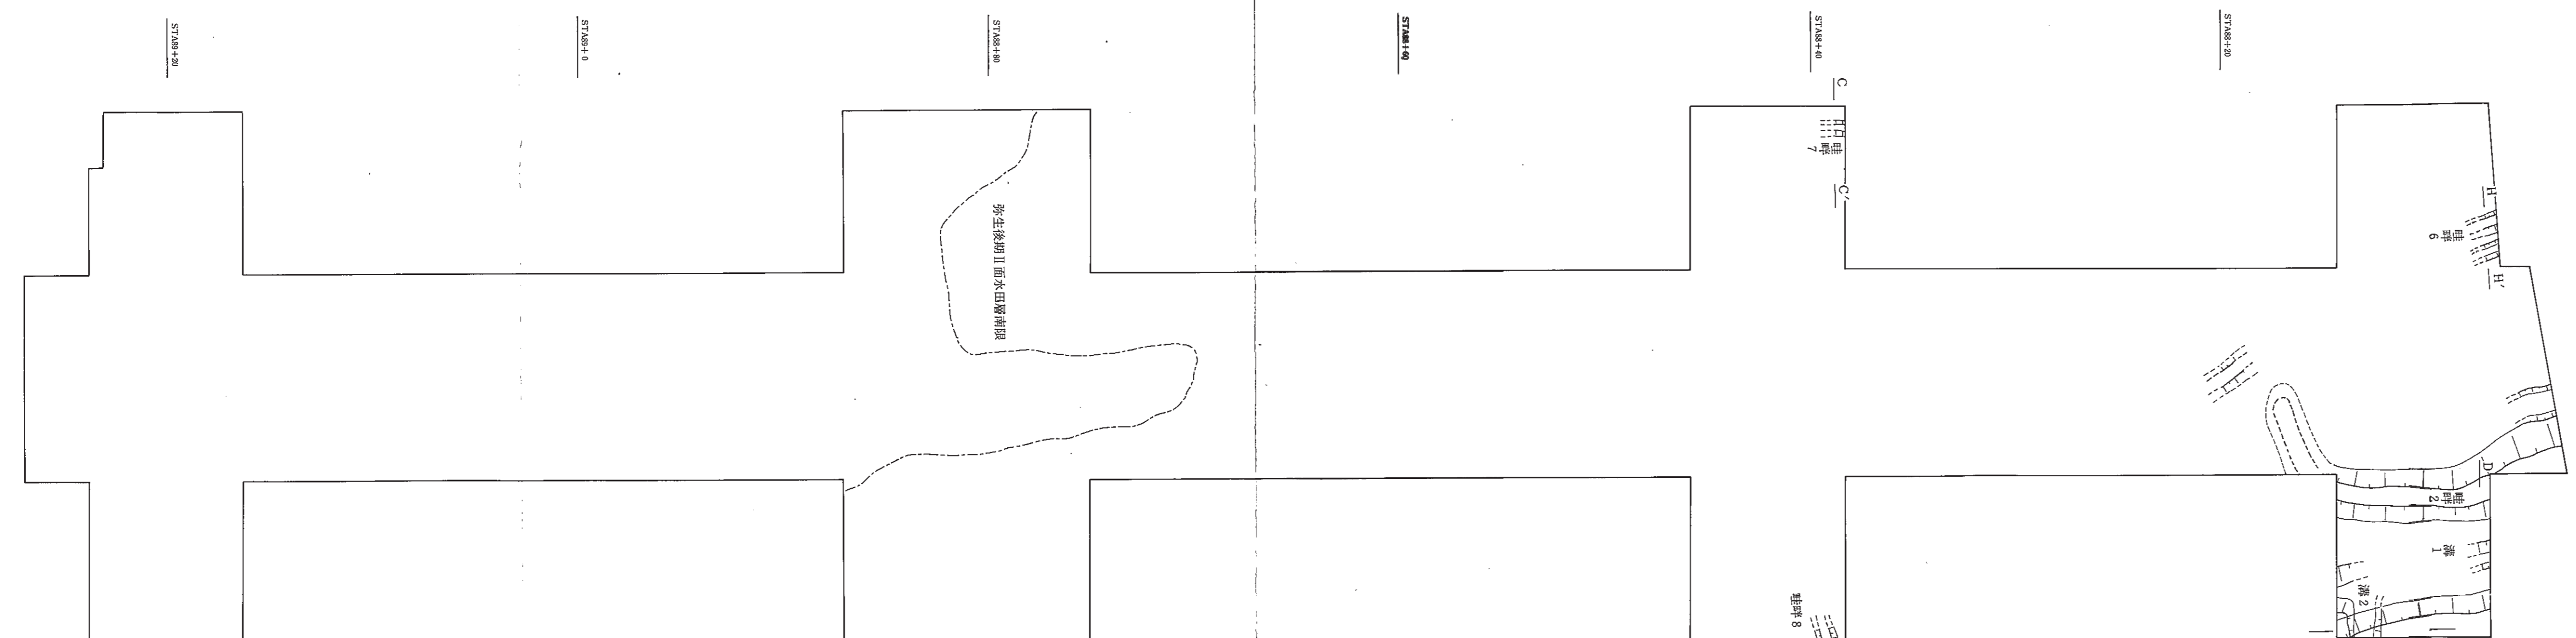 STA89+20
STA89+0
STA88+80
STA88+60
STA88+40
STA88+20
C
畦畔7
C′
H
畦畔6
H′
弥生後期Ⅱ面水田層南限
D
畦畔2
溝1
溝2
畦畔8